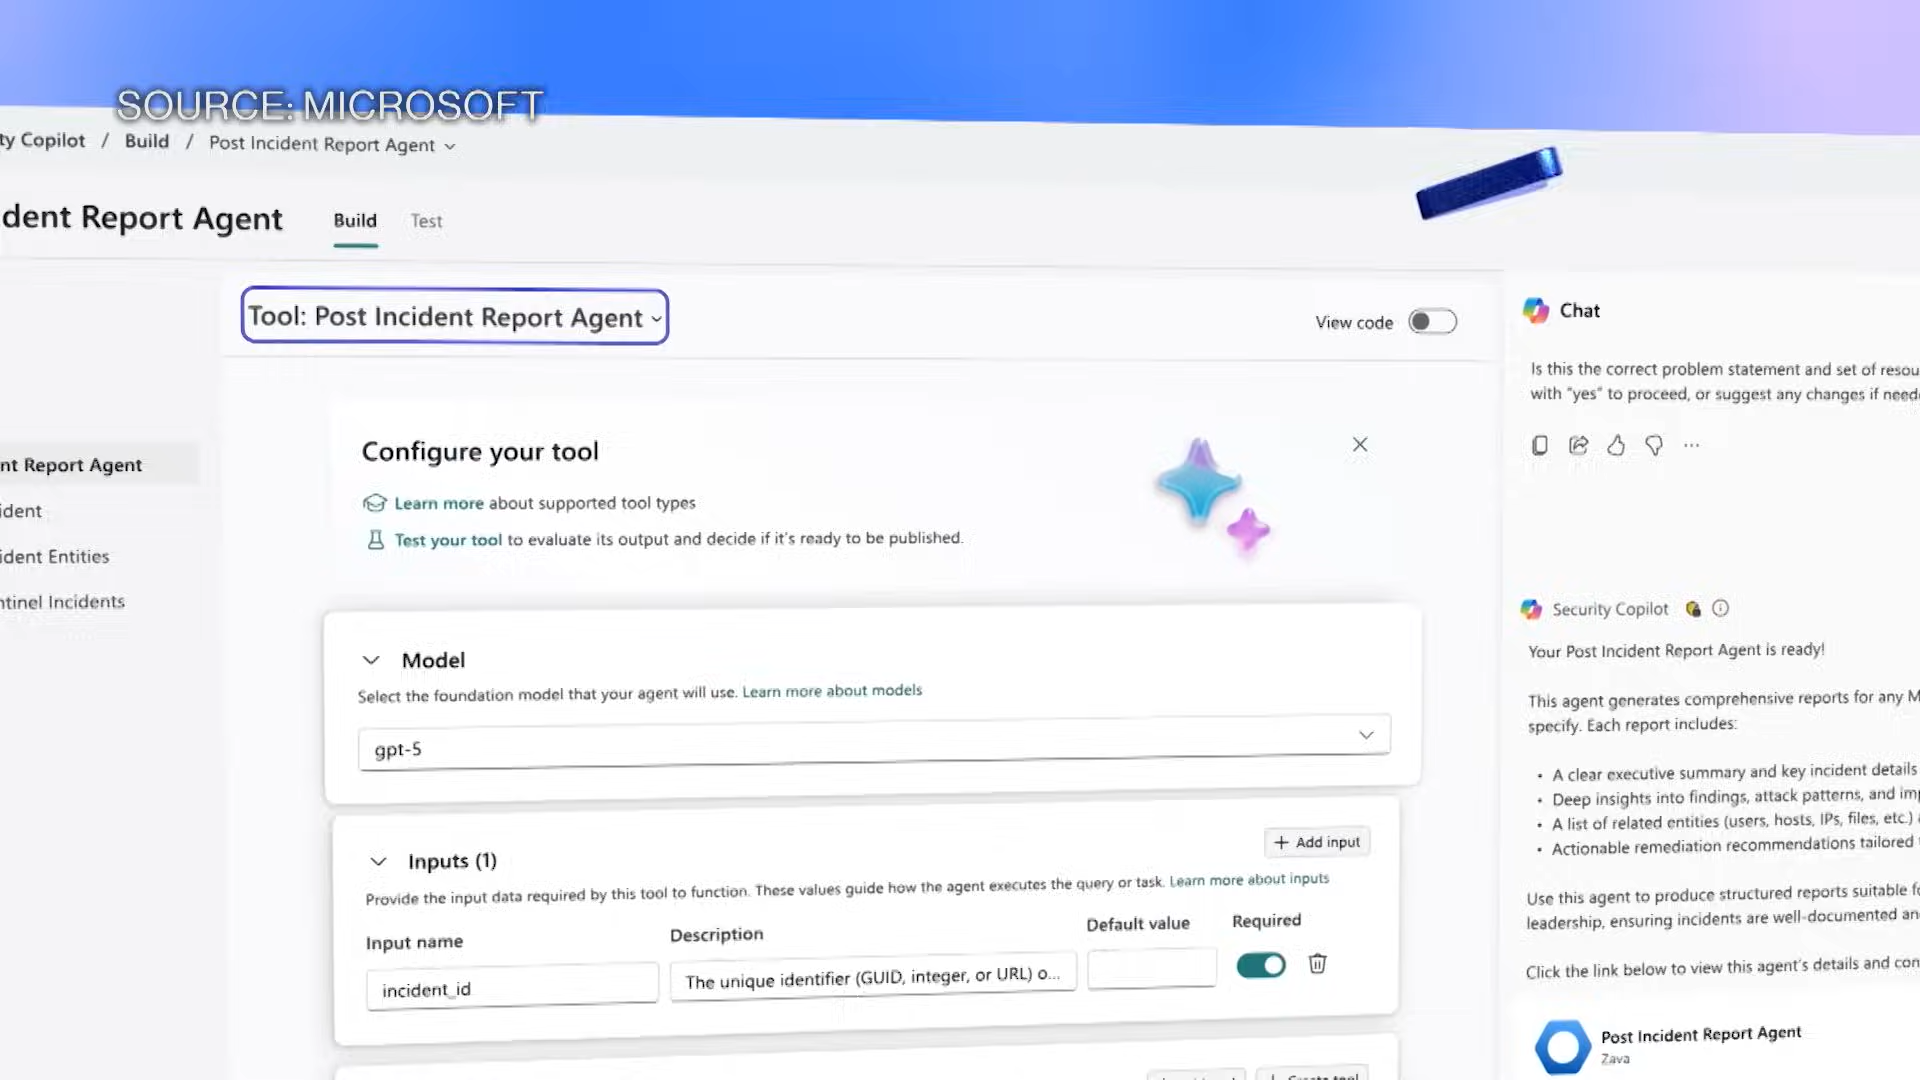 SOURCE: MICROSOFT
ty Copilot / Build / Post Incident Report Agent
dent Report Agent
Build
Test
Tool: Post Incident Report Agent
View code
nt Report Agent
ident
ident Entities
ntinel Incidents
Configure your tool
Learn more about supported tool types
Test your tool to evaluate its output and decide if it's ready to be published.
Model
Select the foundation model that your agent will use. Learn more about models
gpt-5
Inputs (1)
+ Add input
Provide the input data required by this tool to function. These values guide how the agent executes the query or task. Learn more about inputs
Input name
Description
Default value
Required
incident_id
The unique identifier (GUID, integer, or URL) o...
Chat
Is this the correct problem statement and set of resou
with "yes" to proceed, or suggest any changes if neede
Security Copilot
Your Post Incident Report Agent is ready!
This agent generates comprehensive reports for any M
specify. Each report includes:
• A clear executive summary and key incident details
• Deep insights into findings, attack patterns, and imp
• A list of related entities (users, hosts, IPs, files, etc.) a
• Actionable remediation recommendations tailored t
Use this agent to produce structured reports suitable fo
leadership, ensuring incidents are well-documented an
Click the link below to view this agent's details and con
Post Incident Report Agent
Zava